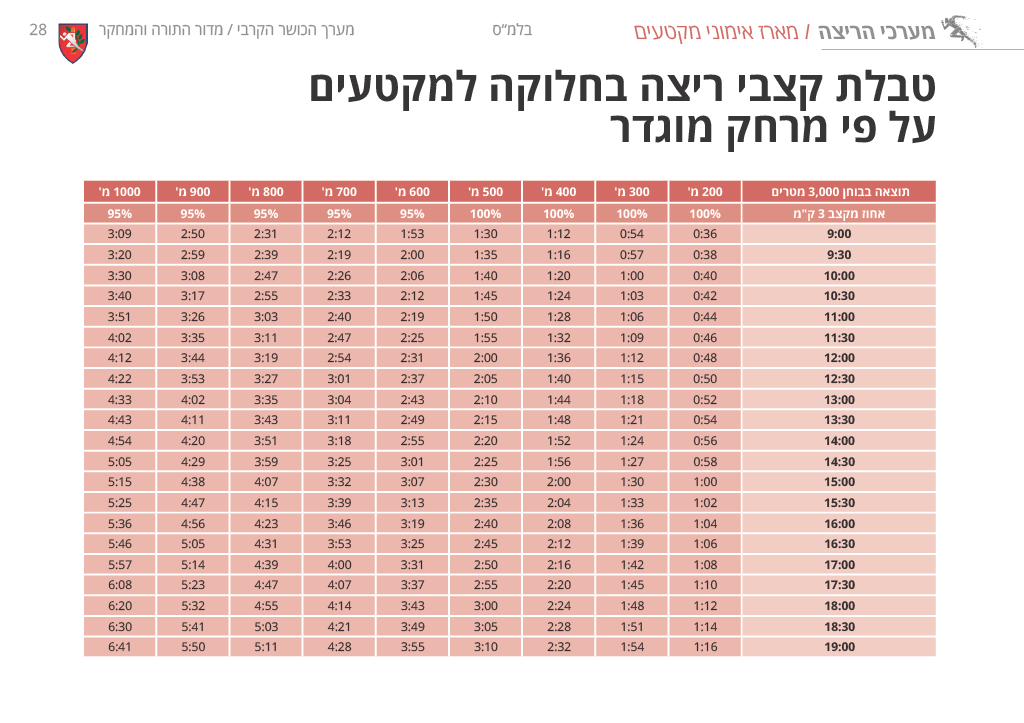 מערכי הריצה / מארז אימוני מקטעים
בלמ״ס
מערך הכושר הקרבי / מדור התורה והמחקר
28
טבלת קצבי ריצה בחלוקה למקטעים
על פי מרחק מוגדר
תוצאה בבוחן 3,000 מטרים 200 מ' 300 מ' 400 מ' 500 מ' 600 מ' 700 מ' 800 מ' 900 מ' 1000 מ'
אחוז מקצב 3 ק"מ 100% 100% 100% 100% 95% 95% 95% 95% 95%
9:00 0:36 0:54 1:12 1:30 1:53 2:12 2:31 2:50 3:09
9:30 0:38 0:57 1:16 1:35 2:00 2:19 2:39 2:59 3:20
10:00 0:40 1:00 1:20 1:40 2:06 2:26 2:47 3:08 3:30
10:30 0:42 1:03 1:24 1:45 2:12 2:33 2:55 3:17 3:40
11:00 0:44 1:06 1:28 1:50 2:19 2:40 3:03 3:26 3:51
11:30 0:46 1:09 1:32 1:55 2:25 2:47 3:11 3:35 4:02
12:00 0:48 1:12 1:36 2:00 2:31 2:54 3:19 3:44 4:12
12:30 0:50 1:15 1:40 2:05 2:37 3:01 3:27 3:53 4:22
13:00 0:52 1:18 1:44 2:10 2:43 3:04 3:35 4:02 4:33
13:30 0:54 1:21 1:48 2:15 2:49 3:11 3:43 4:11 4:43
14:00 0:56 1:24 1:52 2:20 2:55 3:18 3:51 4:20 4:54
14:30 0:58 1:27 1:56 2:25 3:01 3:25 3:59 4:29 5:05
15:00 1:00 1:30 2:00 2:30 3:07 3:32 4:07 4:38 5:15
15:30 1:02 1:33 2:04 2:35 3:13 3:39 4:15 4:47 5:25
16:00 1:04 1:36 2:08 2:40 3:19 3:46 4:23 4:56 5:36
16:30 1:06 1:39 2:12 2:45 3:25 3:53 4:31 5:05 5:46
17:00 1:08 1:42 2:16 2:50 3:31 4:00 4:39 5:14 5:57
17:30 1:10 1:45 2:20 2:55 3:37 4:07 4:47 5:23 6:08
18:00 1:12 1:48 2:24 3:00 3:43 4:14 4:55 5:32 6:20
18:30 1:14 1:51 2:28 3:05 3:49 4:21 5:03 5:41 6:30
19:00 1:16 1:54 2:32 3:10 3:55 4:28 5:11 5:50 6:41